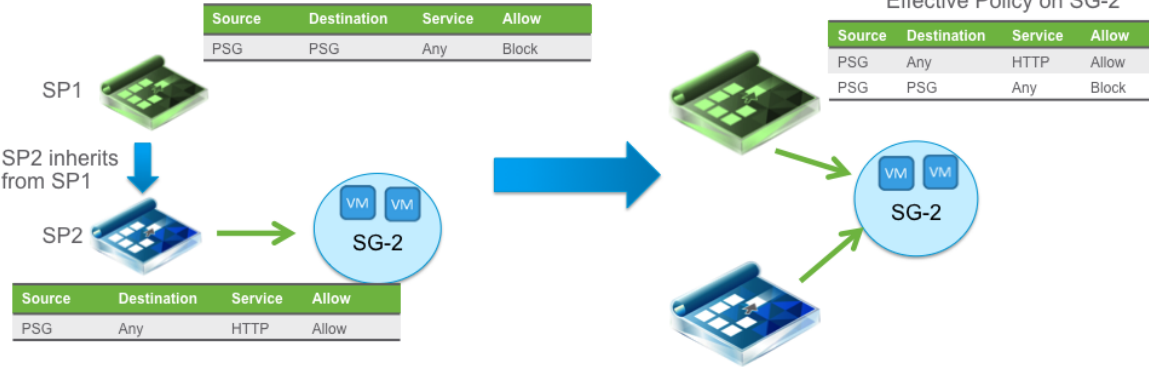 Effective Policy on SG-2
Source Destination Service Allow
PSG PSG Any Block
SP1
SP2 inherits
from SP1
SP2
VM VM
SG-2
Source Destination Service Allow
PSG Any HTTP Allow
Source Destination Service Allow
PSG Any HTTP Allow
PSG PSG Any Block
VM VM
SG-2